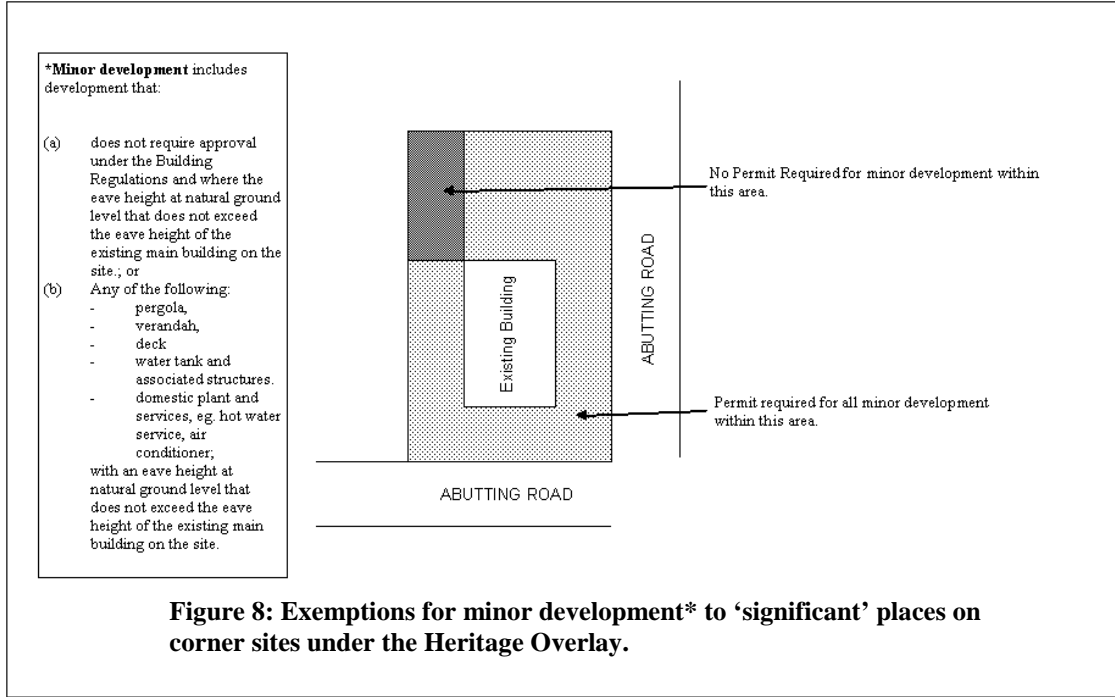 *Minor development includes
development that:
(a) does not require approval
under the Building
Regulations and where the
eave height at natural ground
level that does not exceed
the eave height of the
existing main building on the
site.; or
(b) Any of the following:
- pergola,
- verandah,
- deck
- water tank and
associated structures.
- domestic plant and
services, eg. hot water
service, air
conditioner;
with an eave height at
natural ground level that
does not exceed the eave
height of the existing main
building on the site.
No Permit Required for minor development within
this area.
ABUTTING ROAD
Existing Building
Permit required for all minor development
within this area.
ABUTTING ROAD
Figure 8: Exemptions for minor development* to ‘significant’ places on
corner sites under the Heritage Overlay.